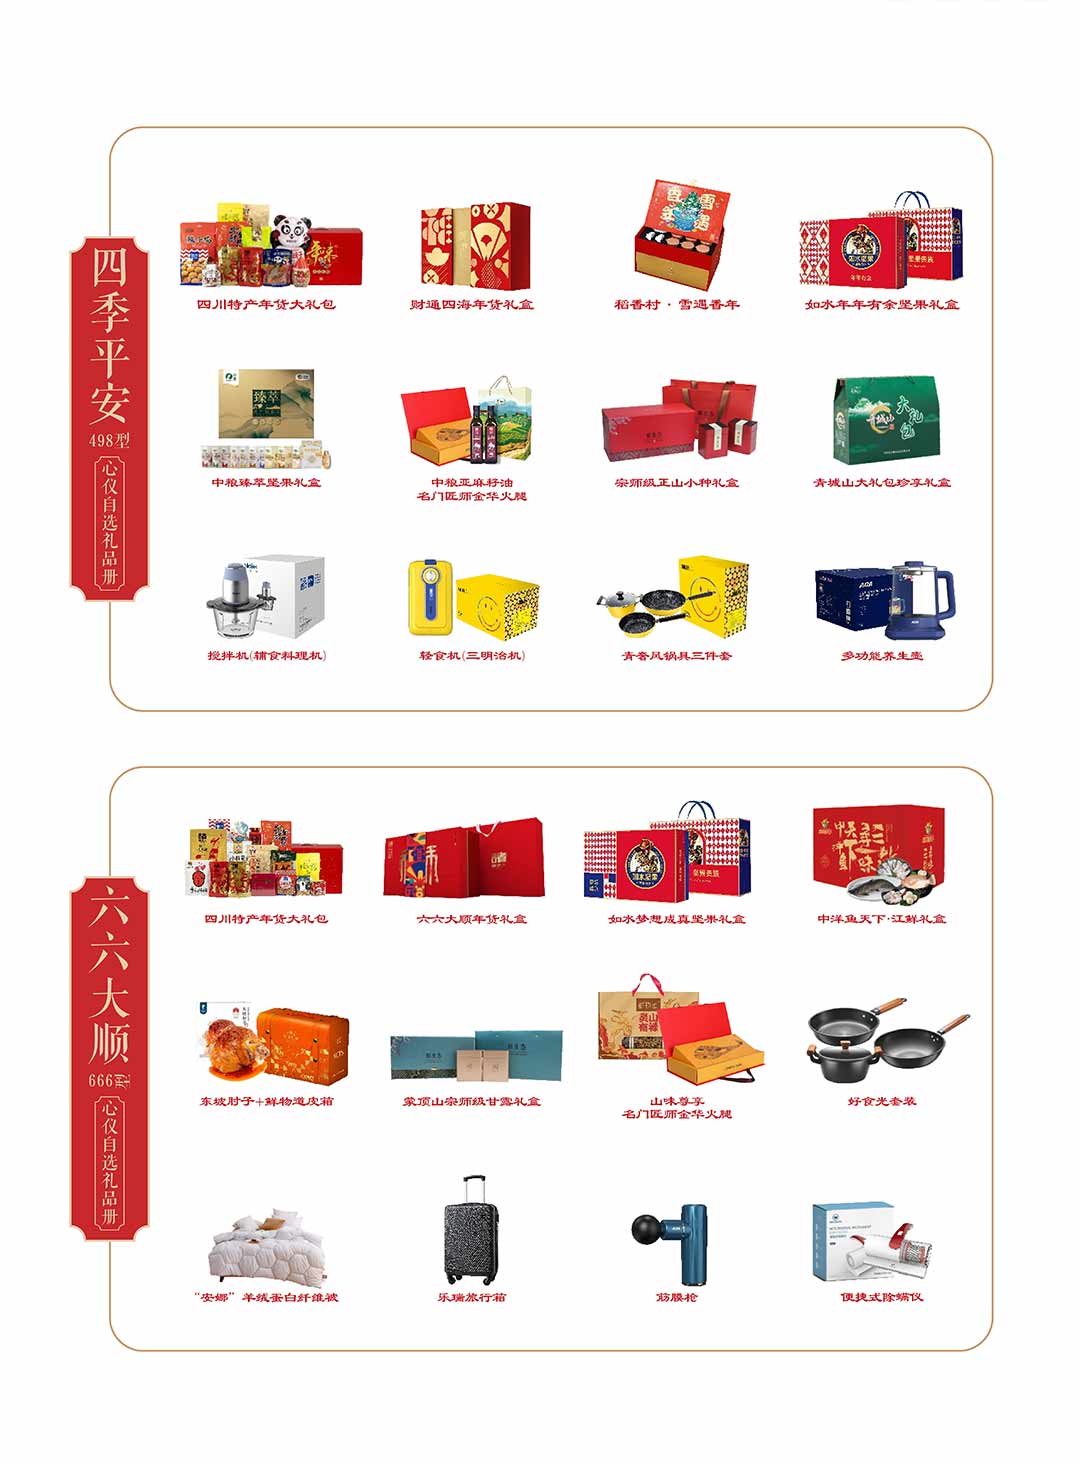 四季平安
498型
心仪自选礼品册
四川特产年货大礼包
财通四海年货礼盒
稻香村·雪遇香年
如水年年有余坚果礼盒
中粮臻萃坚果礼盒
中粮亚麻籽油
名门匠师金华火腿
宗师级正山小种礼盒
青城山大礼包珍享礼盒
搅拌机(辅食料理机)
轻食机(三明治机)
青奢风锅具三件套
多功能养生壶
六六大顺
666型
心仪自选礼品册
四川特产年货大礼包
六六大顺年货礼盒
如水梦想成真坚果礼盒
中洋鱼天下·江鲜礼盒
东坡肘子+鲜物道皮箱
蒙顶山宗师级甘露礼盒
山味尊享
名门匠师金华火腿
好食光套装
“安娜”羊绒蛋白纤维被
乐瑞旅行箱
筋膜枪
便捷式除螨仪